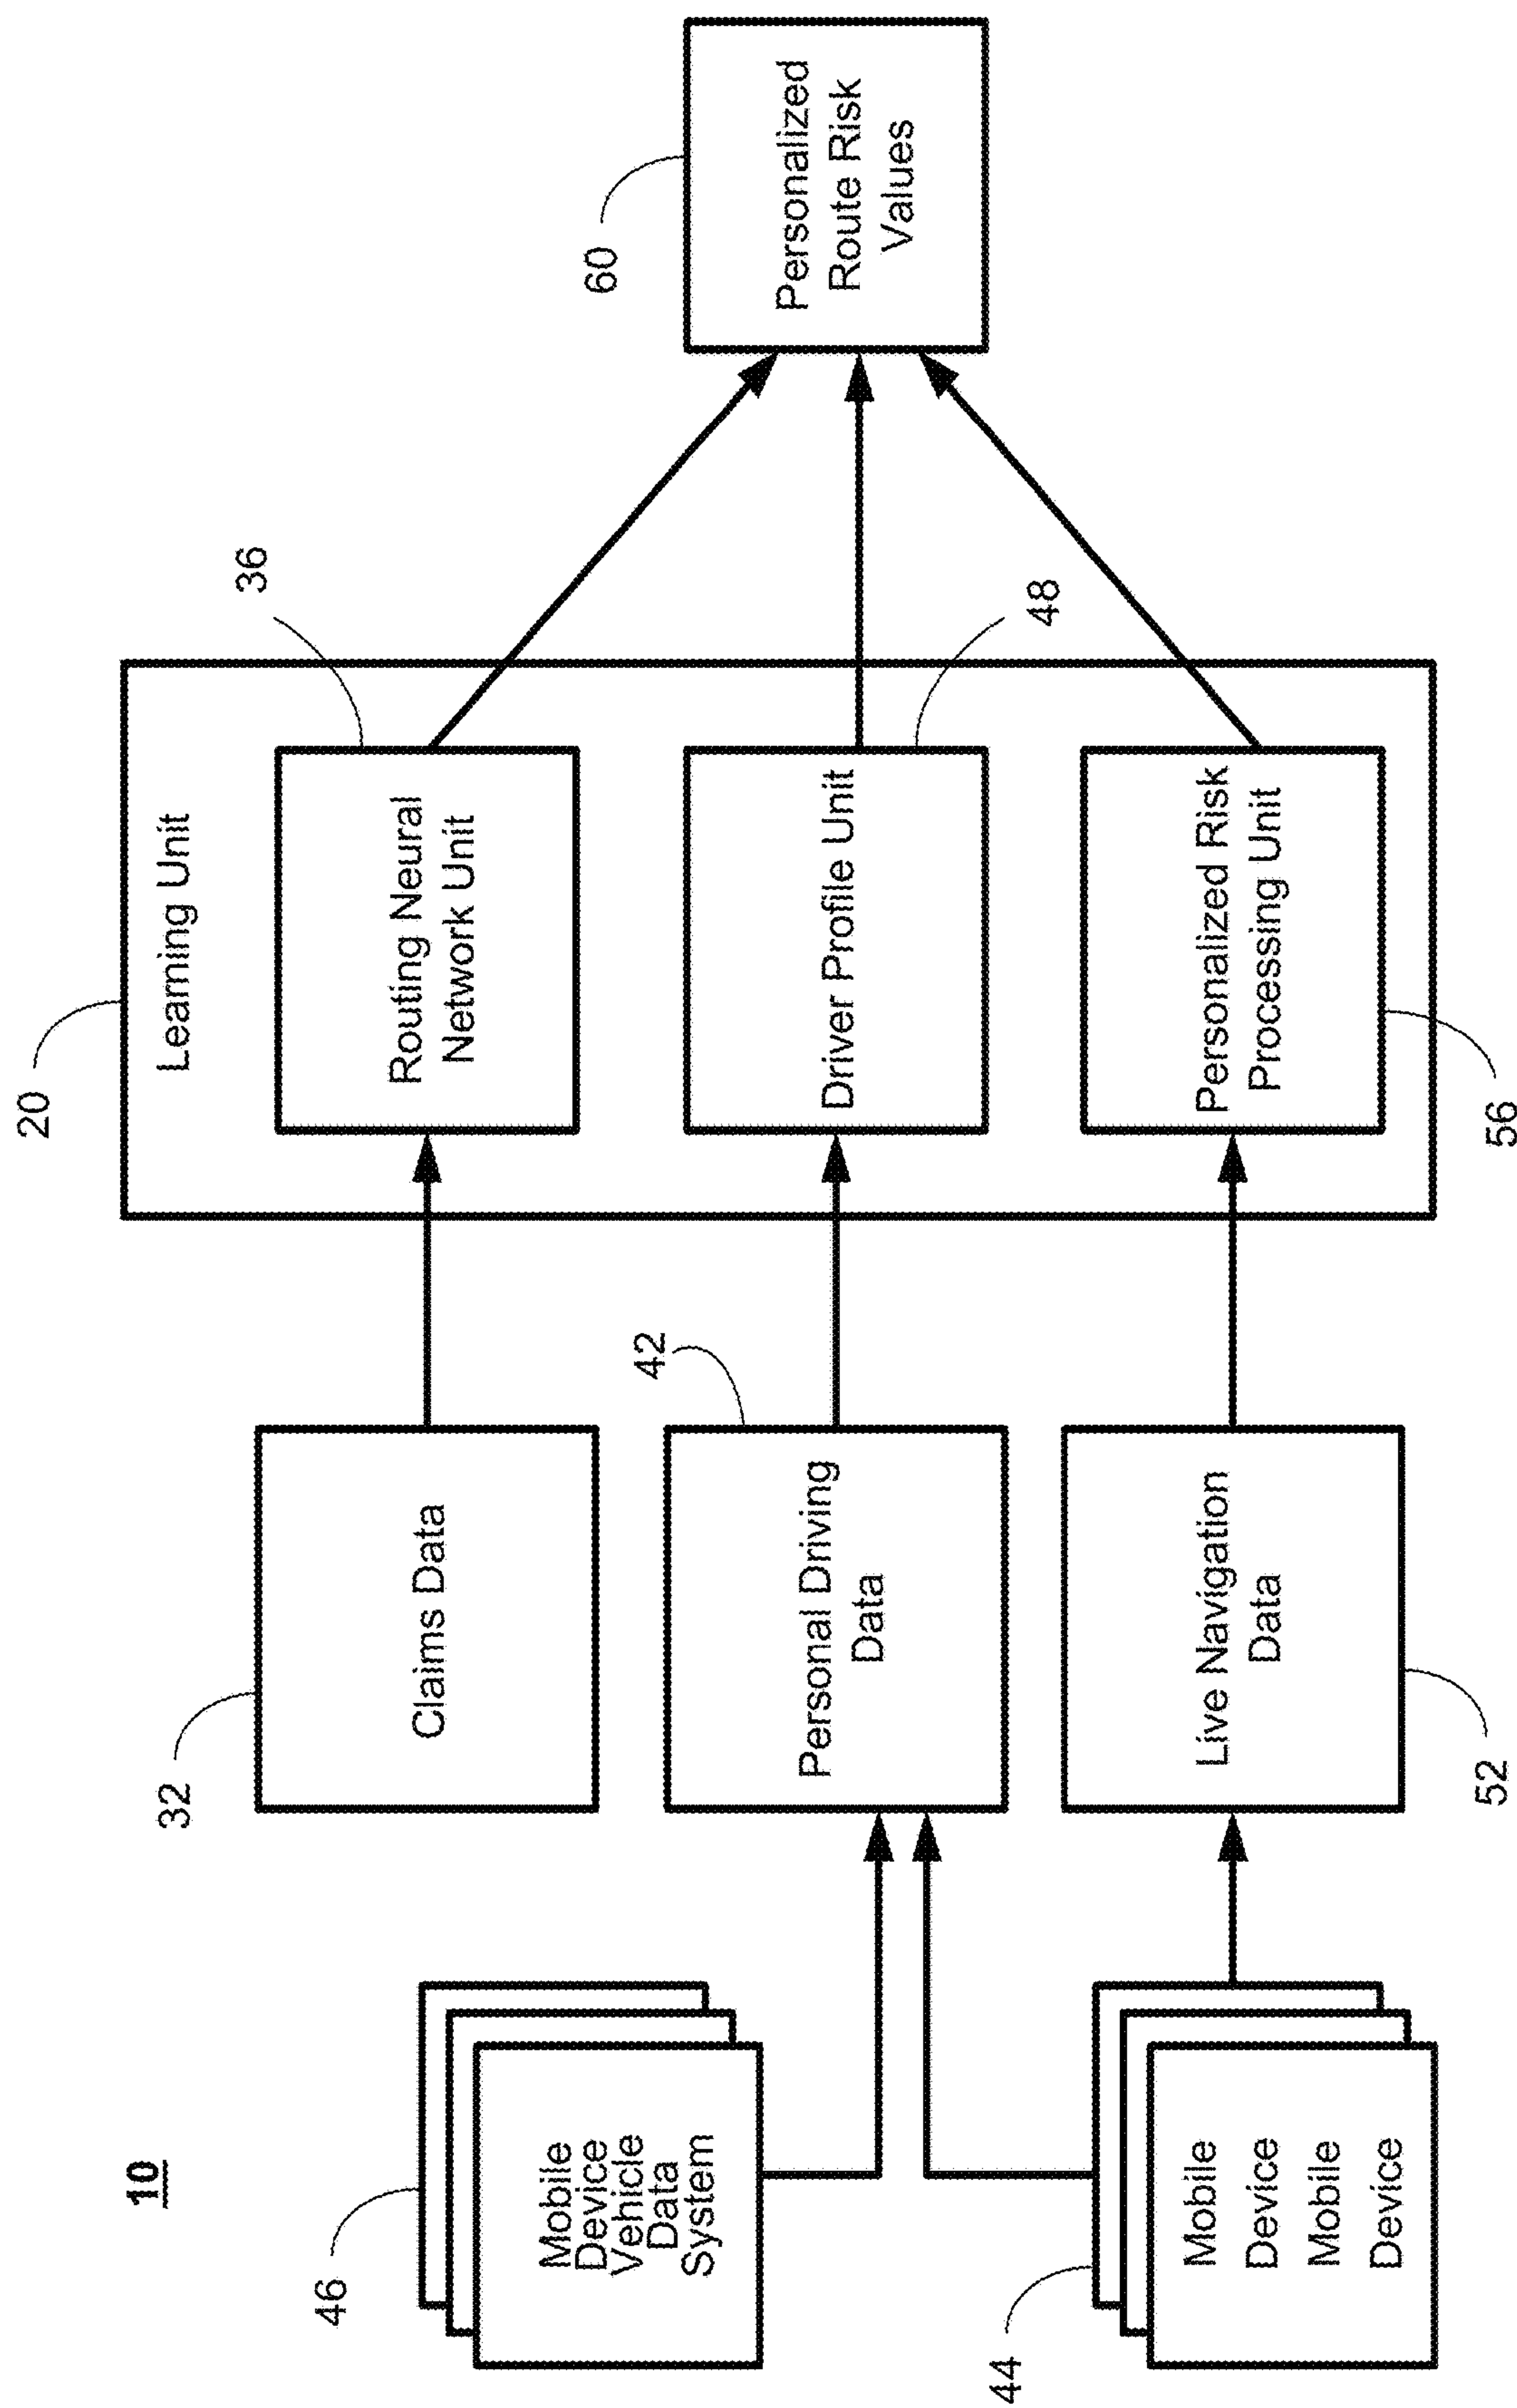 10
46
Mobile
Device
Vehicle
Data
System
44
Mobile
Device
Mobile
Device
32
Claims Data
42
Personal Driving
Data
52
Live Navigation
Data
20
Learning Unit
36
Routing Neural
Network Unit
48
Driver Profile Unit
56
Personalized Risk
Processing Unit
60
Personalized
Route Risk
Values